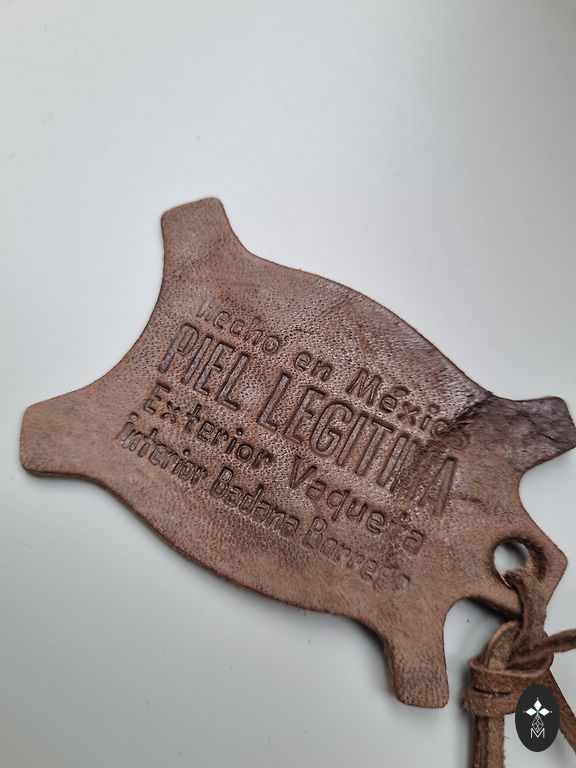 Hecho en México
PIEL LEGITIMA
Exterior Vaqueta
Interior Badana Borrego
M